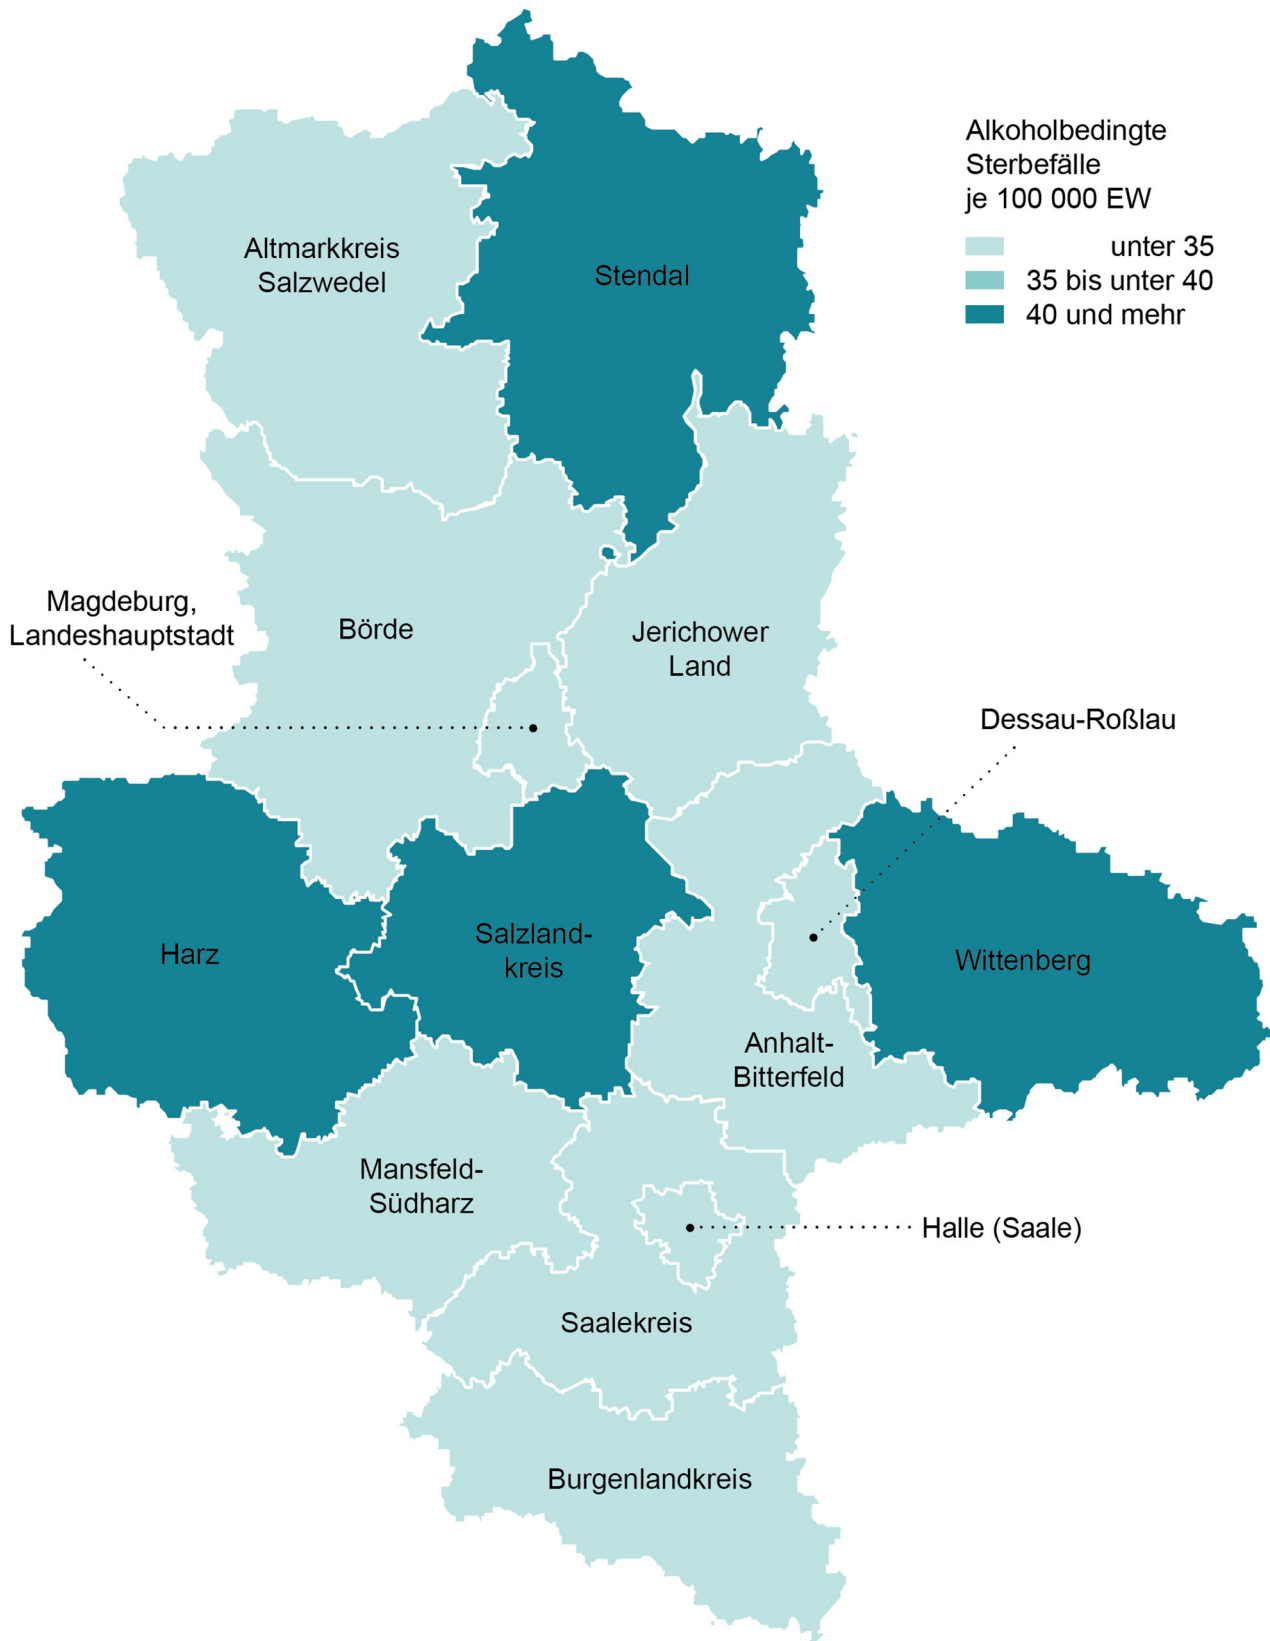 Alkoholbedingte
Sterbefälle
je 100 000 EW
unter 35
35 bis unter 40
40 und mehr
Altmarkkreis
Salzwedel
Stendal
Magdeburg,
Landeshauptstadt
Börde
Jerichower
Land
Dessau-Roßlau
Harz
Salzland-
kreis
Wittenberg
Anhalt-
Bitterfeld
Mansfeld-
Südharz
Halle (Saale)
Saalekreis
Burgenlandkreis